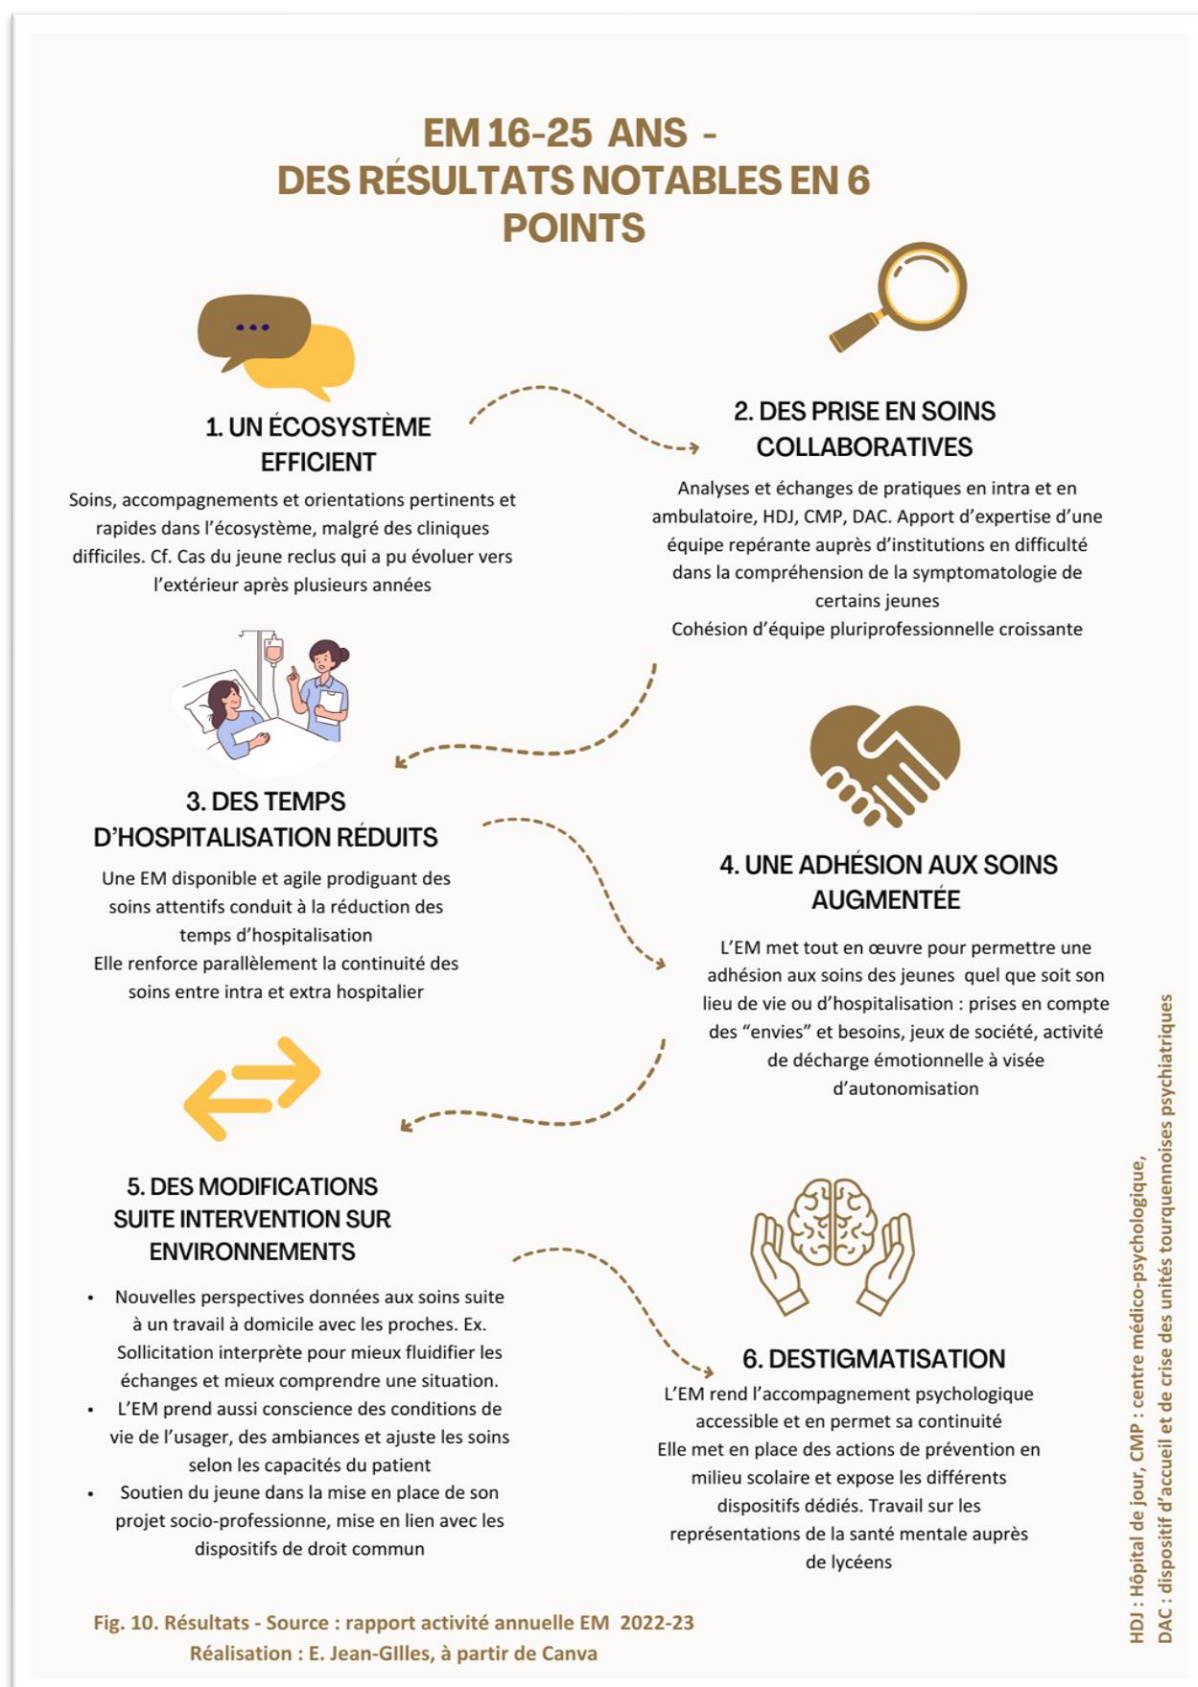 EM 16-25 ANS -
DES RÉSULTATS NOTABLES EN 6
POINTS
1. UN ÉCOSYSTÈME
EFFICIENT
Soins, accompagnements et orientations pertinents et
rapides dans l'écosystème, malgré des cliniques
difficiles. Cf. Cas du jeune reclus qui a pu évoluer vers
l'extérieur après plusieurs années
2. DES PRISE EN SOINS
COLLABORATIVES
Analyses et échanges de pratiques en intra et en
ambulatoire, HDJ, CMP, DAC. Apport d'expertise d'une
équipe repérante auprès d'institutions en difficulté
dans la compréhension de la symptomatologie de
certains jeunes
Cohésion d'équipe pluriprofessionnelle croissante
3. DES TEMPS
D'HOSPITALISATION RÉDUITS
Une EM disponible et agile prodiguant des
soins attentifs conduit à la réduction des
temps d'hospitalisation
Elle renforce parallèlement la continuité des
soins entre intra et extra hospitalier
4. UNE ADHÉSION AUX SOINS
AUGMENTÉE
L'EM met tout en œuvre pour permettre une
adhésion aux soins des jeunes quel que soit son
lieu de vie ou d'hospitalisation : prises en compte
des "envies" et besoins, jeux de société, activité
de décharge émotionnelle à visée
d'autonomisation
5. DES MODIFICATIONS
SUITE INTERVENTION SUR
ENVIRONNEMENTS
• Nouvelles perspectives données aux soins suite
à un travail à domicile avec les proches. Ex.
Sollicitation interprète pour mieux fluidifier les
échanges et mieux comprendre une situation.
• L'EM prend aussi conscience des conditions de
vie de l'usager, des ambiances et ajuste les soins
selon les capacités du patient
• Soutien du jeune dans la mise en place de son
projet socio-professionne, mise en lien avec les
dispositifs de droit commun
6. DESTIGMATISATION
L'EM rend l'accompagnement psychologique
accessible et en permet sa continuité
Elle met en place des actions de prévention en
milieu scolaire et expose les différents
dispositifs dédiés. Travail sur les
représentations de la santé mentale auprès
de lycéens
HDJ : Hôpital de jour, CMP : centre médico-psychologique,
DAC : dispositif d'accueil et de crise des unités tourquennoises psychiatriques
Fig. 10. Résultats - Source : rapport activité annuelle EM 2022-23
Réalisation : E. Jean-GIlles, à partir de Canva